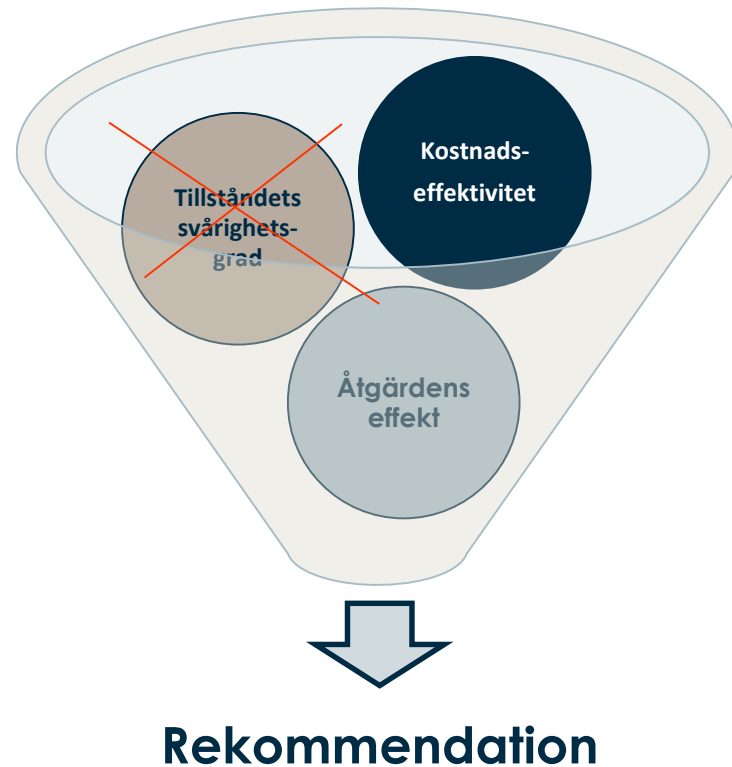 Kostnads-
effektivitet
Tillståndets
svårighets-
grad
Åtgärdens
effekt
Rekommendation